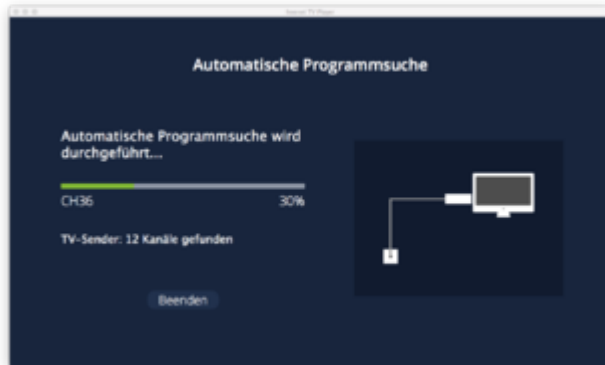 Automatische Programmsuche
Automatische Programmsuche wird
durchgeführt...
CH36 30%
TV-Sender: 12 Kanäle gefunden
Beenden